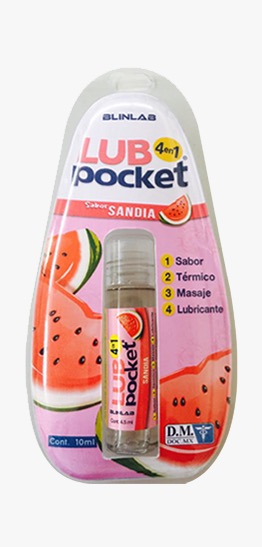 BLINLAB
LUB 4en1
pocket®
Sabor SANDIA
1 Sabor
2 Térmico
3 Masaje
4 Lubricante
LUB 4en1
pocket
SANDIA
BLINLAB
Cont. 10ml
D.M.
DOC MX